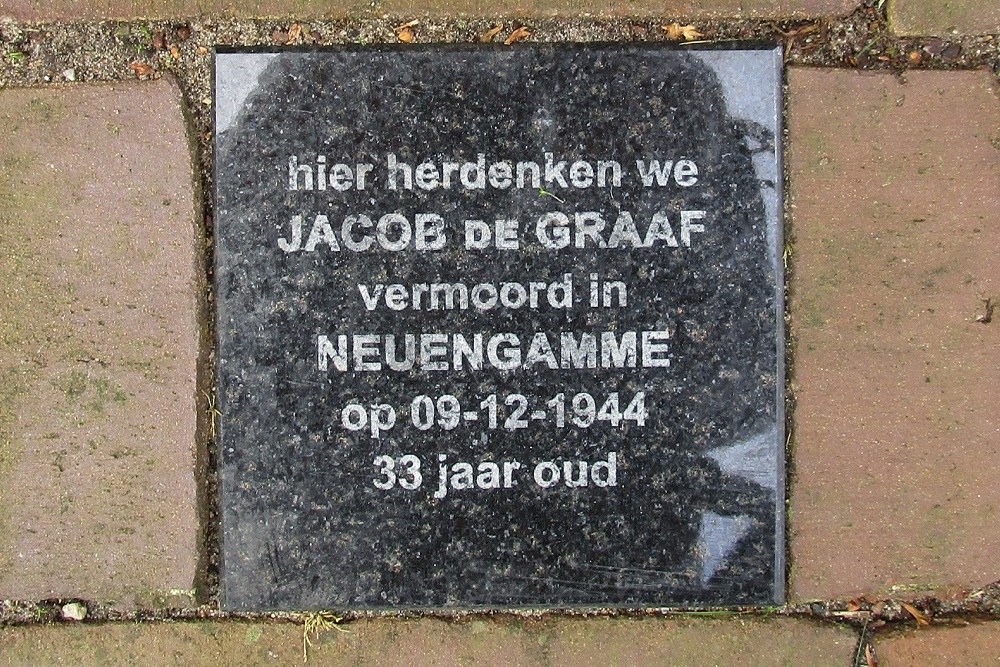 hier herdenken we
JACOB DE GRAAF
vermoord in
NEUENGAMME
op 09-12-1944
33 jaar oud